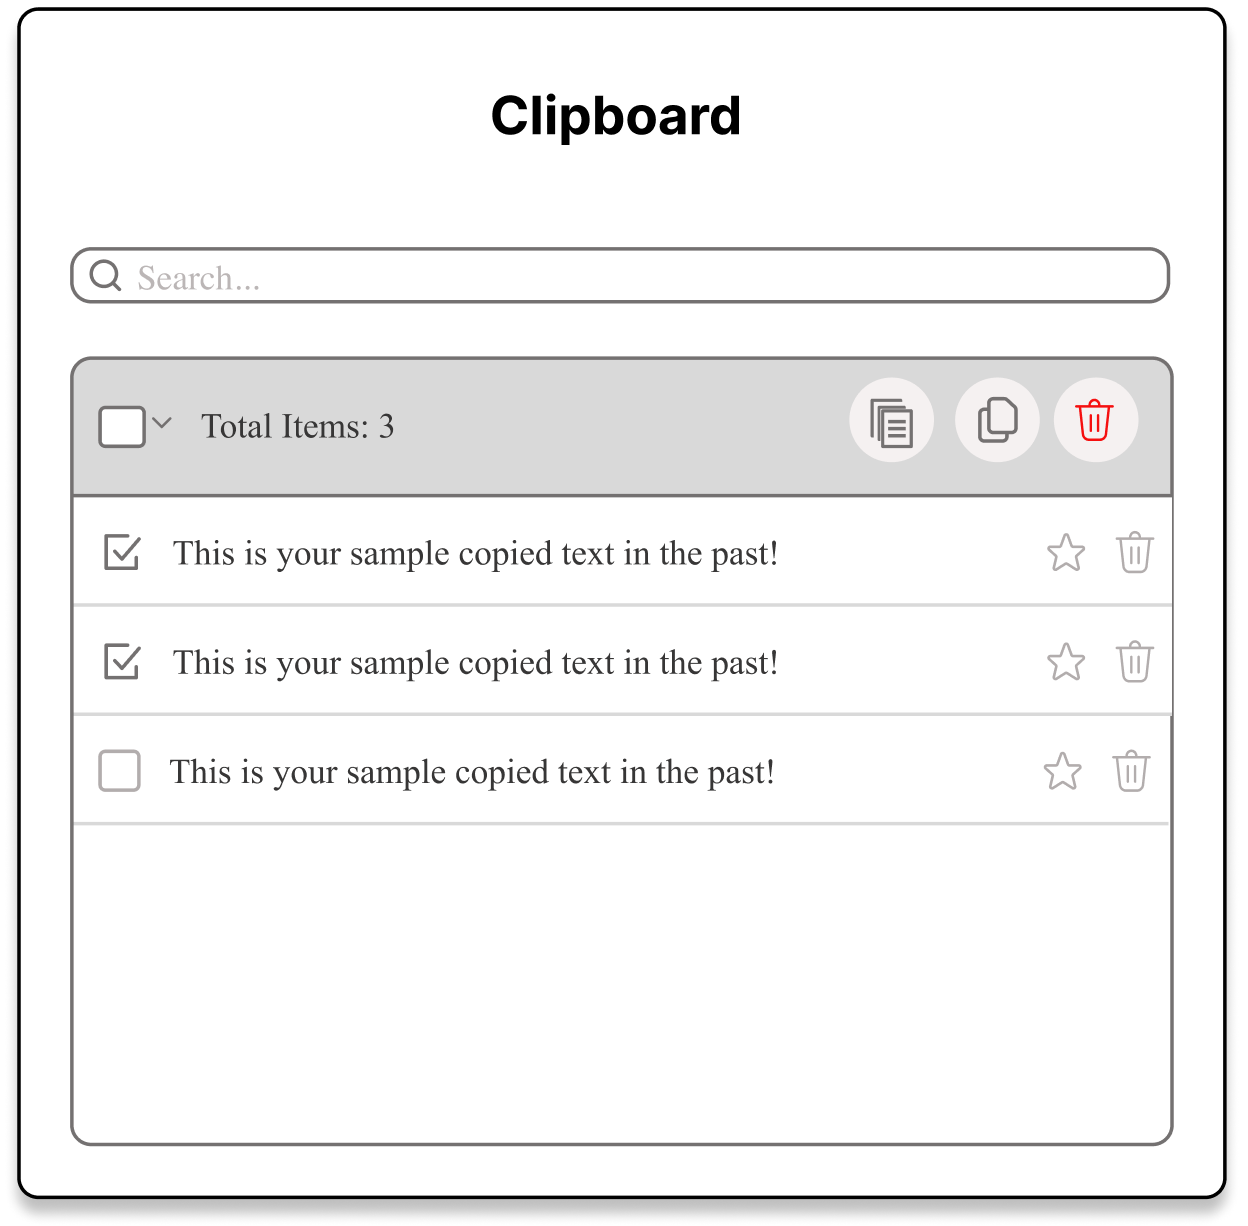 Clipboard
Search...
Total Items: 3
This is your sample copied text in the past!
This is your sample copied text in the past!
This is your sample copied text in the past!